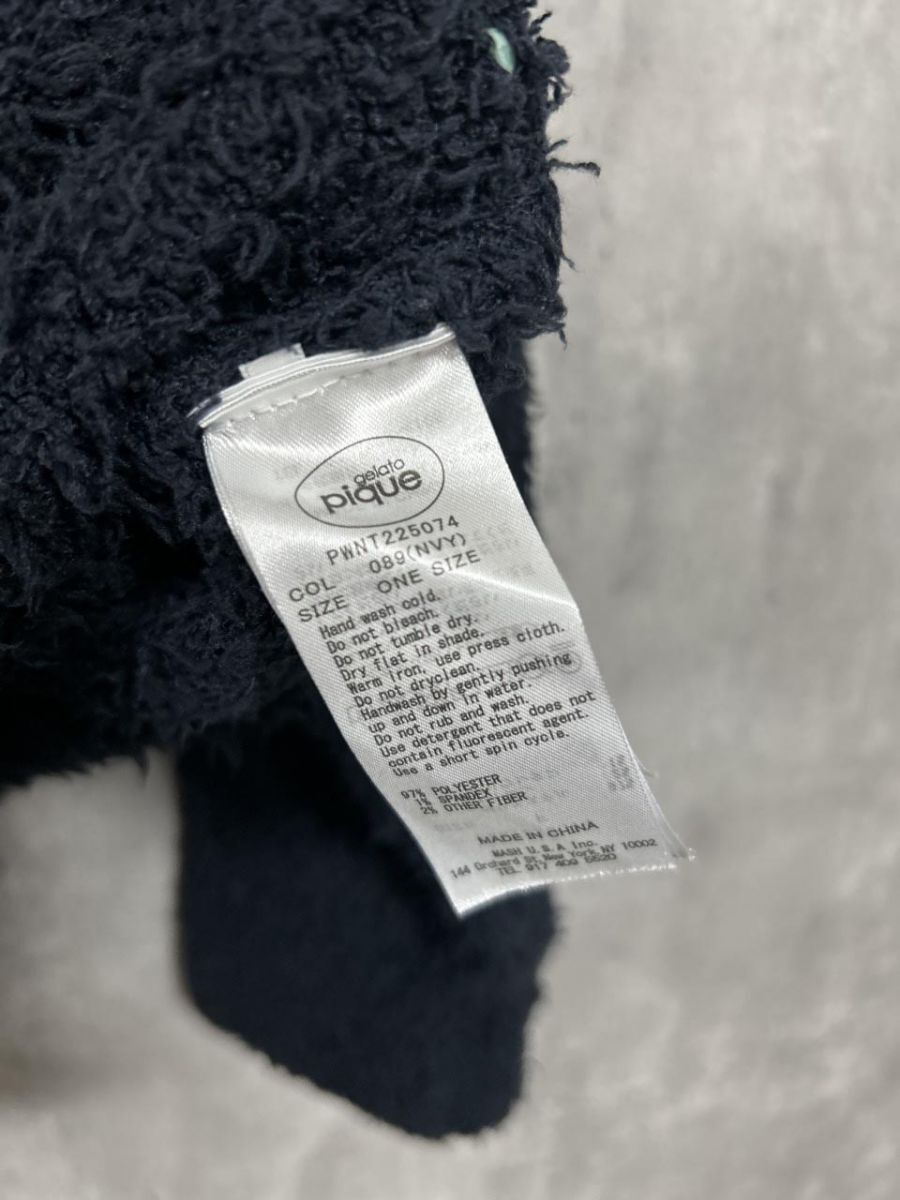 gelato
pique
PWNT225074
COL 089(NVY)
SIZE ONE SIZE
Hand wash cold.
Do not bleach.
Do not tumble dry.
Dry flat in shade.
Warm iron, use press cloth.
Do not dryclean.
Handwash by gently pushing
up and down in water.
Do not rub and wash.
Use detergent that does not
contain fluorescent agent.
Use a short spin cycle.
97% POLYESTER
1% SPANDEX
2% OTHER FIBER
MADE IN CHINA
MASH U.S.A Inc.
144 Orchard St, New York, NY 10002
TEL 917 409